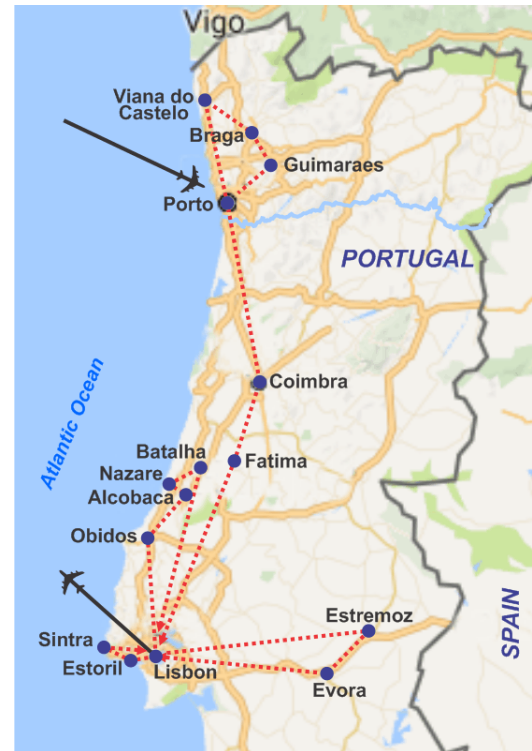 Vigo
Viana do
Castelo
Braga
Guimaraes
Porto
PORTUGAL
Coimbra
Atlantic Ocean
Batalha
Fatima
Nazare
Alcobaca
Obidos
Estremoz
SPAIN
Sintra
Estoril
Lisbon
Evora